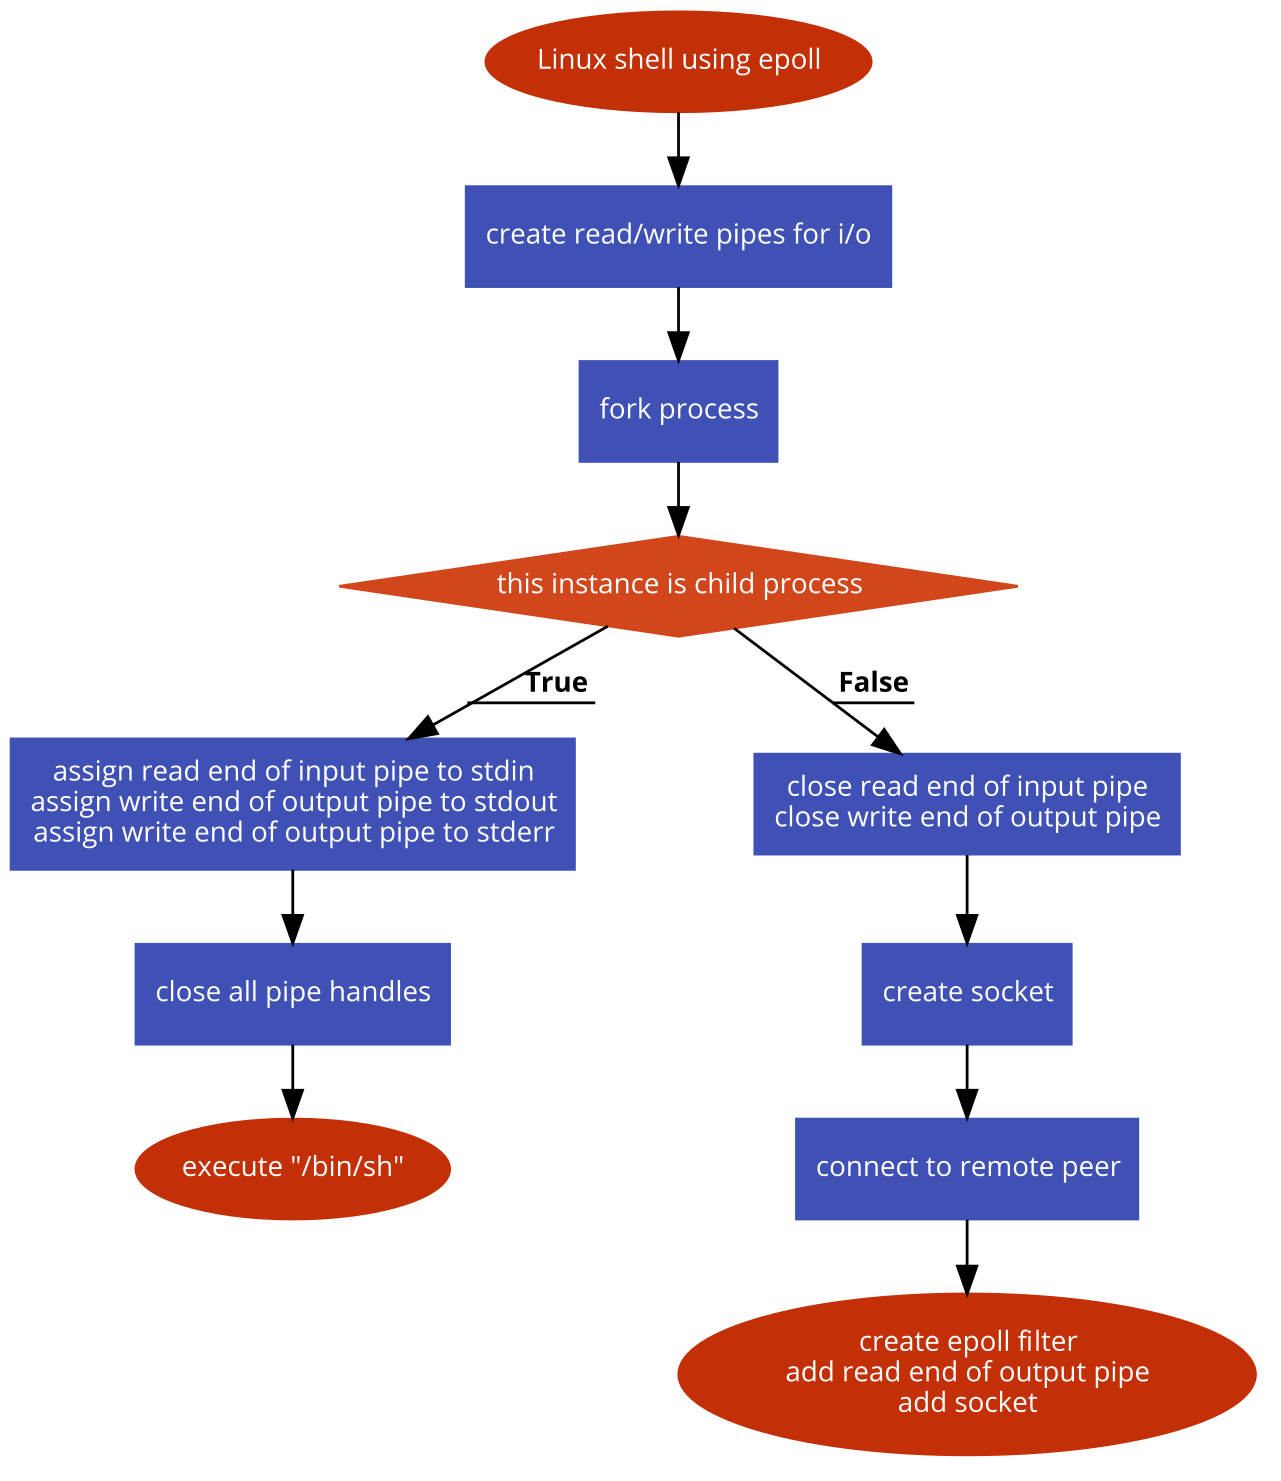 Linux shell using epoll
create read/write pipes for i/o
fork process
this instance is child process
True
False
assign read end of input pipe to stdin
assign write end of output pipe to stdout
assign write end of output pipe to stderr
close read end of input pipe
close write end of output pipe
close all pipe handles
create socket
execute "/bin/sh"
connect to remote peer
create epoll filter
add read end of output pipe
add socket